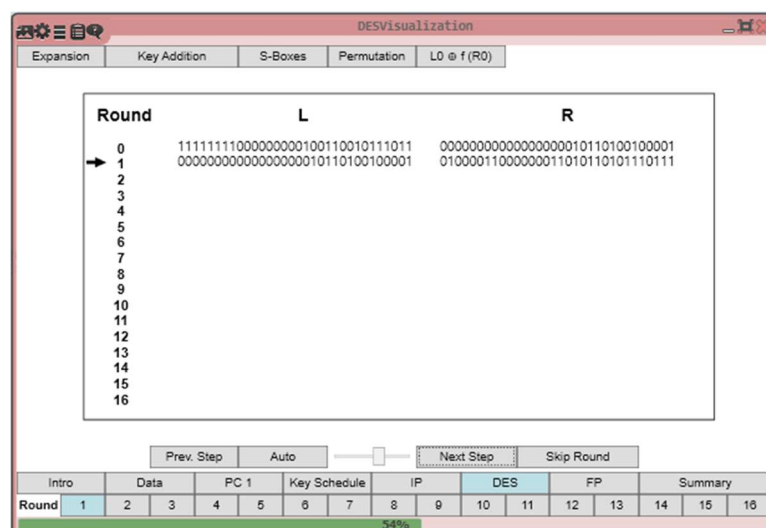 DESVisualization
Expansion Key Addition S-Boxes Permutation L0 ⊕ f (R0)
Round L R
0 11111111000000000100110010111011 00000000000000000010110100100001
1 00000000000000000010110100100001 01000011000000011010110101110111
2
3
4
5
6
7
8
9
10
11
12
13
14
15
16
Prev. Step Auto Next Step Skip Round
Intro Data PC 1 Key Schedule IP DES FP Summary
Round 1 2 3 4 5 6 7 8 9 10 11 12 13 14 15 16
54%